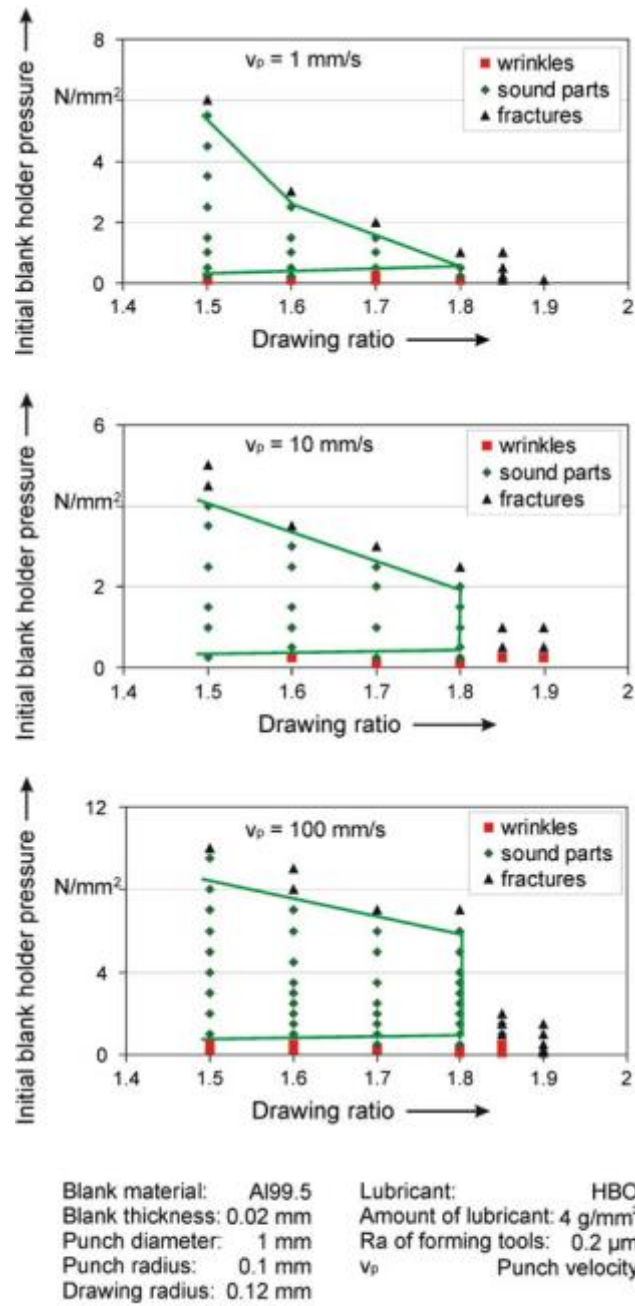 Initial blank holder pressure
N/mm²
8
4
2
0
vₚ = 1 mm/s
wrinkles
sound parts
fractures
1.4 1.5 1.6 1.7 1.8 1.9 2
Drawing ratio
Initial blank holder pressure
N/mm²
6
2
0
vₚ = 10 mm/s
wrinkles
sound parts
fractures
1.4 1.5 1.6 1.7 1.8 1.9 2
Drawing ratio
Initial blank holder pressure
N/mm²
12
4
0
vₚ = 100 mm/s
wrinkles
sound parts
fractures
1.4 1.5 1.6 1.7 1.8 1.9 2
Drawing ratio
Blank material: Al99.5 Lubricant: HBO
Blank thickness: 0.02 mm Amount of lubricant: 4 g/mm²
Punch diameter: 1 mm Ra of forming tools: 0.2 µm
Punch radius: 0.1 mm vₚ Punch velocity
Drawing radius: 0.12 mm